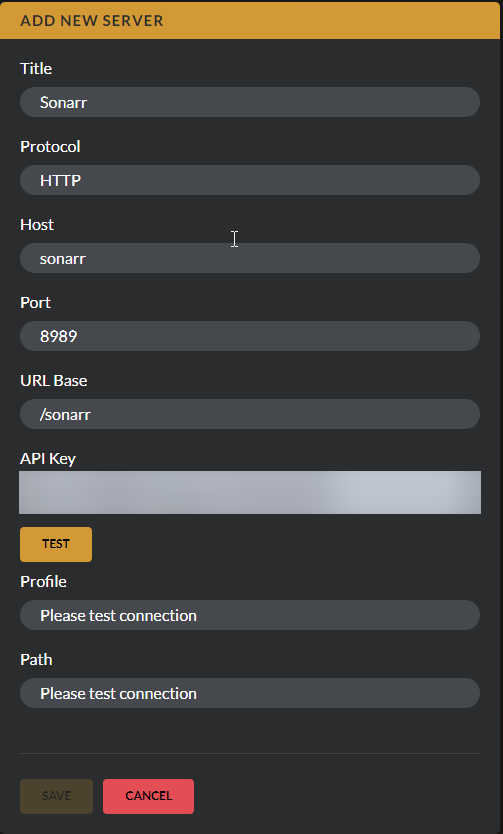 ADD NEW SERVER
Title
Sonarr
Protocol
HTTP
Host
sonarr
Port
8989
URL Base
/sonarr
API Key
TEST
Profile
Please test connection
Path
Please test connection
SAVE
CANCEL